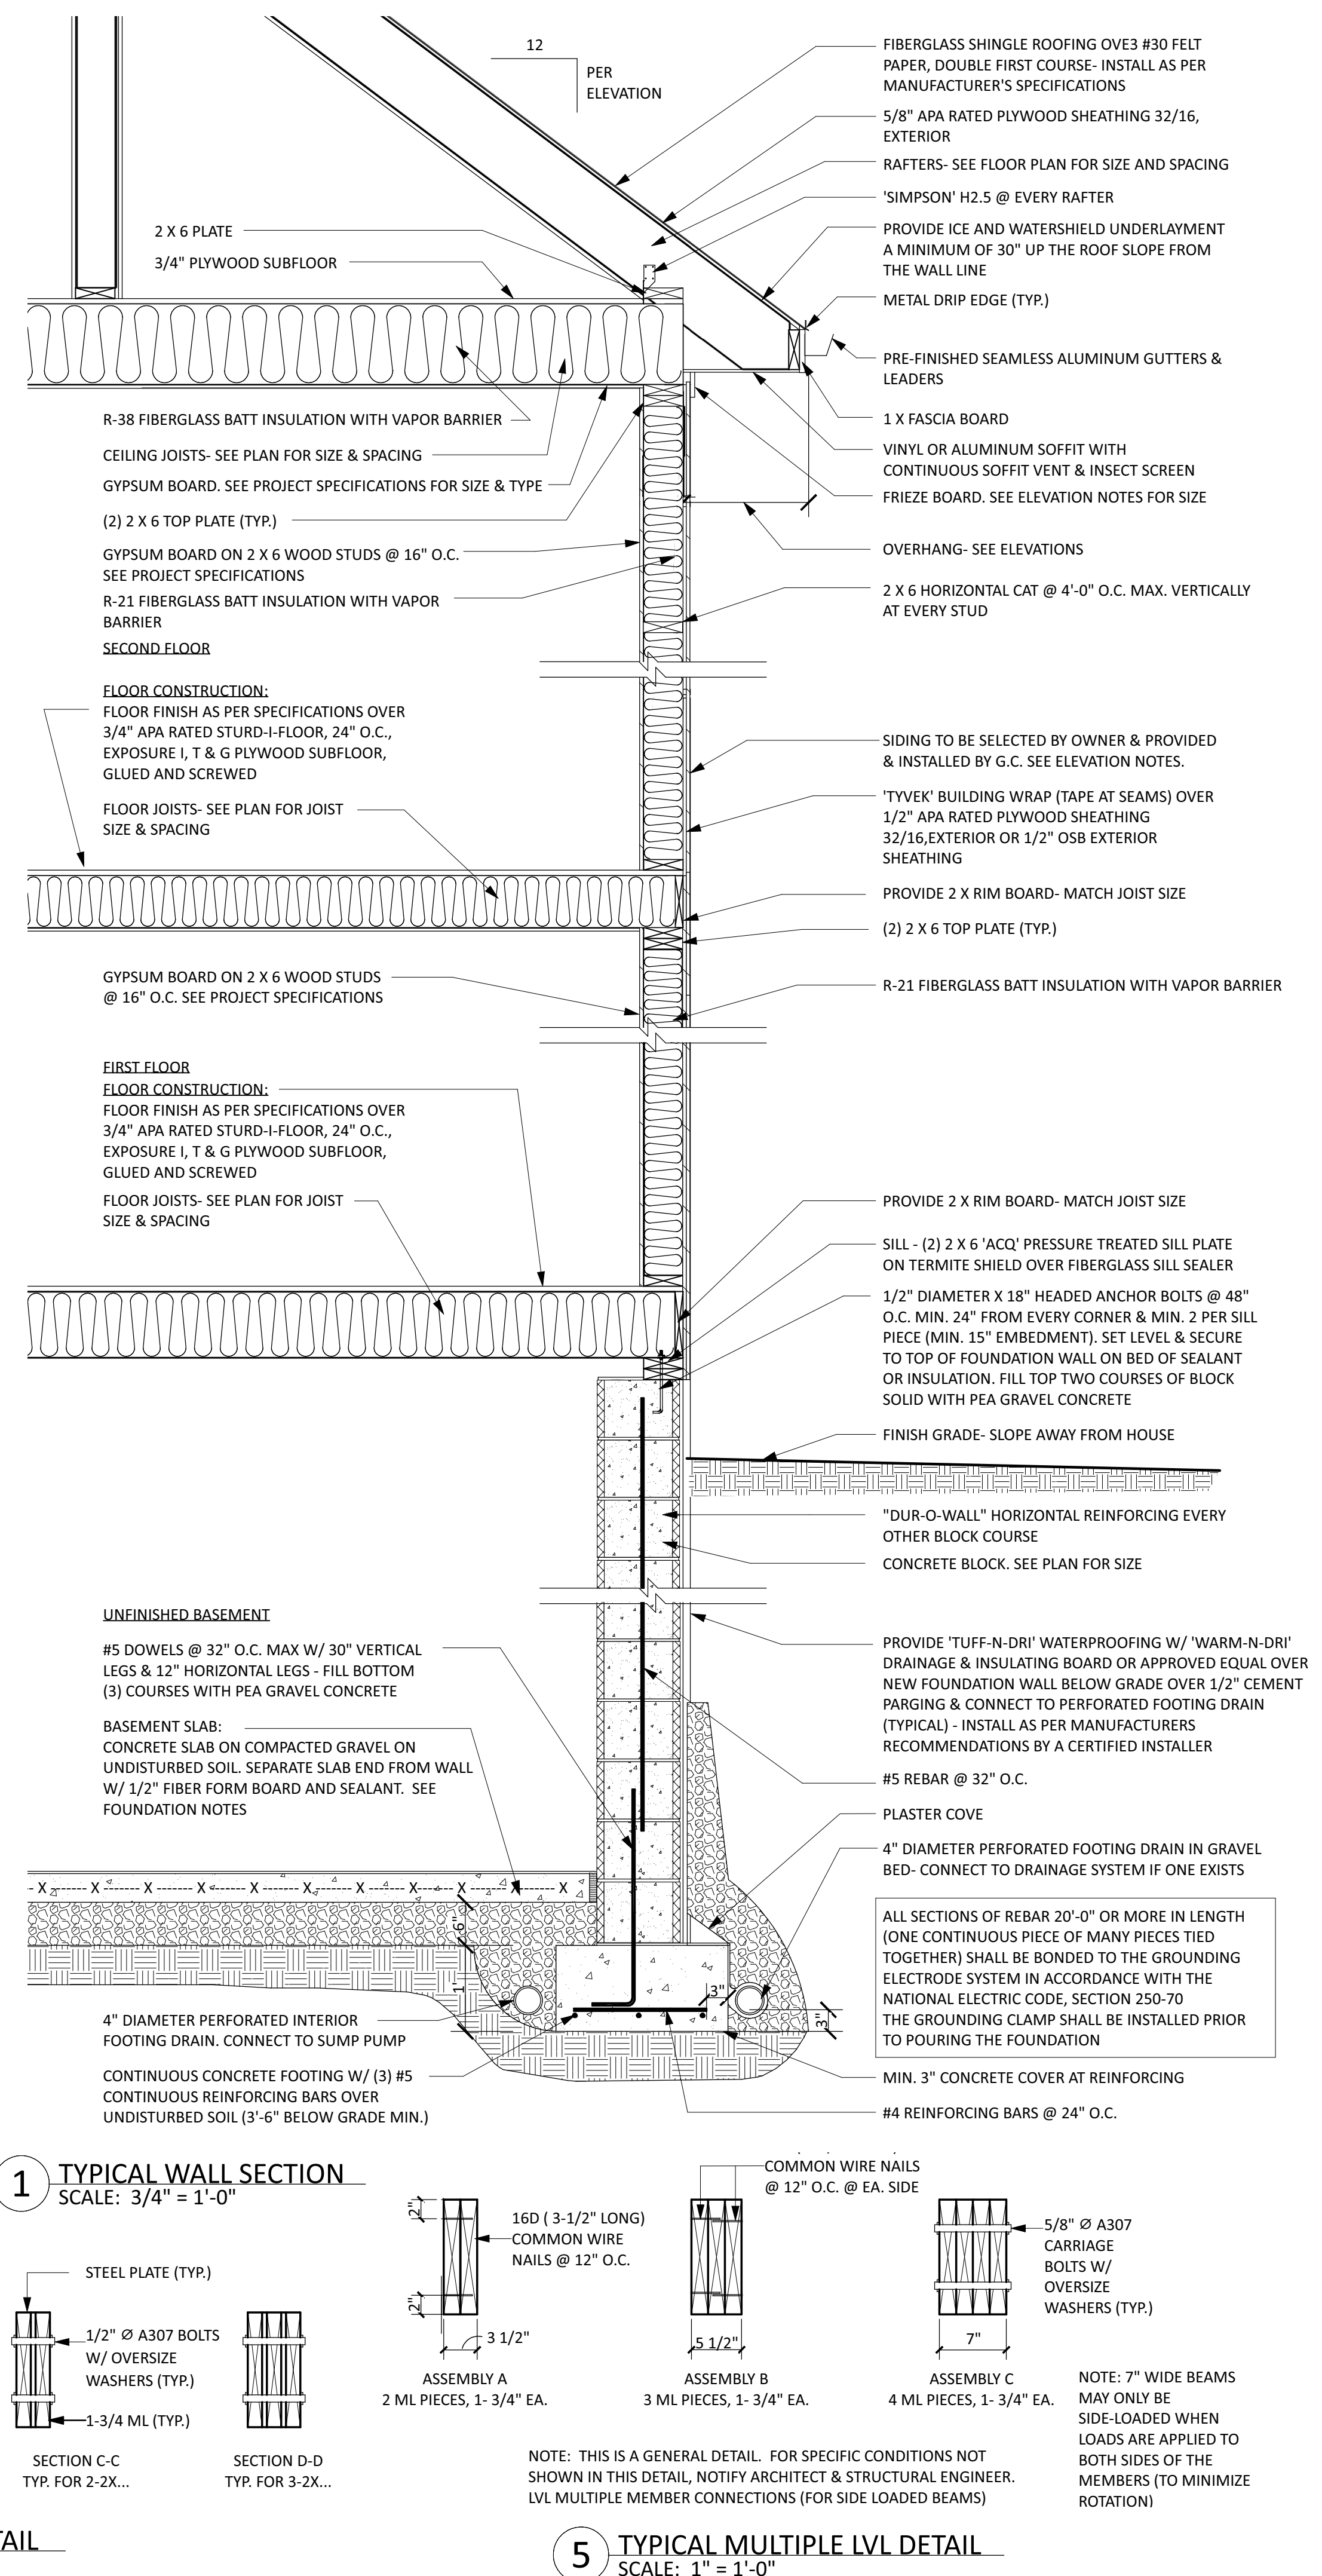 12
PER
ELEVATION
2 X 6 PLATE
3/4" PLYWOOD SUBFLOOR
R-38 FIBERGLASS BATT INSULATION WITH VAPOR BARRIER
CEILING JOISTS- SEE PLAN FOR SIZE & SPACING
GYPSUM BOARD. SEE PROJECT SPECIFICATIONS FOR SIZE & TYPE
(2) 2 X 6 TOP PLATE (TYP.)
GYPSUM BOARD ON 2 X 6 WOOD STUDS @ 16" O.C.
SEE PROJECT SPECIFICATIONS
R-21 FIBERGLASS BATT INSULATION WITH VAPOR
BARRIER
SECOND FLOOR
FLOOR CONSTRUCTION:
FLOOR FINISH AS PER SPECIFICATIONS OVER
3/4" APA RATED STURD-I-FLOOR, 24" O.C.,
EXPOSURE I, T & G PLYWOOD SUBFLOOR,
GLUED AND SCREWED
FLOOR JOISTS- SEE PLAN FOR JOIST
SIZE & SPACING
GYPSUM BOARD ON 2 X 6 WOOD STUDS
@ 16" O.C. SEE PROJECT SPECIFICATIONS
FIRST FLOOR
FLOOR CONSTRUCTION:
FLOOR FINISH AS PER SPECIFICATIONS OVER
3/4" APA RATED STURD-I-FLOOR, 24" O.C.,
EXPOSURE I, T & G PLYWOOD SUBFLOOR,
GLUED AND SCREWED
FLOOR JOISTS- SEE PLAN FOR JOIST
SIZE & SPACING
UNFINISHED BASEMENT
#5 DOWELS @ 32" O.C. MAX W/ 30" VERTICAL
LEGS & 12" HORIZONTAL LEGS - FILL BOTTOM
(3) COURSES WITH PEA GRAVEL CONCRETE
BASEMENT SLAB:
CONCRETE SLAB ON COMPACTED GRAVEL ON
UNDISTURBED SOIL. SEPARATE SLAB END FROM WALL
W/ 1/2" FIBER FORM BOARD AND SEALANT. SEE
FOUNDATION NOTES
X X X X X X X X X X X
6"
1'
3"
3"
4" DIAMETER PERFORATED INTERIOR
FOOTING DRAIN. CONNECT TO SUMP PUMP
CONTINUOUS CONCRETE FOOTING W/ (3) #5
CONTINUOUS REINFORCING BARS OVER
UNDISTURBED SOIL (3'-6" BELOW GRADE MIN.)
FIBERGLASS SHINGLE ROOFING OVE3 #30 FELT
PAPER, DOUBLE FIRST COURSE- INSTALL AS PER
MANUFACTURER'S SPECIFICATIONS
5/8" APA RATED PLYWOOD SHEATHING 32/16,
EXTERIOR
RAFTERS- SEE FLOOR PLAN FOR SIZE AND SPACING
'SIMPSON' H2.5 @ EVERY RAFTER
PROVIDE ICE AND WATERSHIELD UNDERLAYMENT
A MINIMUM OF 30" UP THE ROOF SLOPE FROM
THE WALL LINE
METAL DRIP EDGE (TYP.)
PRE-FINISHED SEAMLESS ALUMINUM GUTTERS &
LEADERS
1 X FASCIA BOARD
VINYL OR ALUMINUM SOFFIT WITH
CONTINUOUS SOFFIT VENT & INSECT SCREEN
FRIEZE BOARD. SEE ELEVATION NOTES FOR SIZE
OVERHANG- SEE ELEVATIONS
2 X 6 HORIZONTAL CAT @ 4'-0" O.C. MAX. VERTICALLY
AT EVERY STUD
SIDING TO BE SELECTED BY OWNER & PROVIDED
& INSTALLED BY G.C. SEE ELEVATION NOTES.
'TYVEK' BUILDING WRAP (TAPE AT SEAMS) OVER
1/2" APA RATED PLYWOOD SHEATHING
32/16,EXTERIOR OR 1/2" OSB EXTERIOR
SHEATHING
PROVIDE 2 X RIM BOARD- MATCH JOIST SIZE
(2) 2 X 6 TOP PLATE (TYP.)
R-21 FIBERGLASS BATT INSULATION WITH VAPOR BARRIER
PROVIDE 2 X RIM BOARD- MATCH JOIST SIZE
SILL - (2) 2 X 6 'ACQ' PRESSURE TREATED SILL PLATE
ON TERMITE SHIELD OVER FIBERGLASS SILL SEALER
1/2" DIAMETER X 18" HEADED ANCHOR BOLTS @ 48"
O.C. MIN. 24" FROM EVERY CORNER & MIN. 2 PER SILL
PIECE (MIN. 15" EMBEDMENT). SET LEVEL & SECURE
TO TOP OF FOUNDATION WALL ON BED OF SEALANT
OR INSULATION. FILL TOP TWO COURSES OF BLOCK
SOLID WITH PEA GRAVEL CONCRETE
FINISH GRADE- SLOPE AWAY FROM HOUSE
"DUR-O-WALL" HORIZONTAL REINFORCING EVERY
OTHER BLOCK COURSE
CONCRETE BLOCK. SEE PLAN FOR SIZE
PROVIDE 'TUFF-N-DRI' WATERPROOFING W/ 'WARM-N-DRI'
DRAINAGE & INSULATING BOARD OR APPROVED EQUAL OVER
NEW FOUNDATION WALL BELOW GRADE OVER 1/2" CEMENT
PARGING & CONNECT TO PERFORATED FOOTING DRAIN
(TYPICAL) - INSTALL AS PER MANUFACTURERS
RECOMMENDATIONS BY A CERTIFIED INSTALLER
#5 REBAR @ 32" O.C.
PLASTER COVE
4" DIAMETER PERFORATED FOOTING DRAIN IN GRAVEL
BED- CONNECT TO DRAINAGE SYSTEM IF ONE EXISTS
ALL SECTIONS OF REBAR 20'-0" OR MORE IN LENGTH
(ONE CONTINUOUS PIECE OF MANY PIECES TIED
TOGETHER) SHALL BE BONDED TO THE GROUNDING
ELECTRODE SYSTEM IN ACCORDANCE WITH THE
NATIONAL ELECTRIC CODE, SECTION 250-70
THE GROUNDING CLAMP SHALL BE INSTALLED PRIOR
TO POURING THE FOUNDATION
MIN. 3" CONCRETE COVER AT REINFORCING
#4 REINFORCING BARS @ 24" O.C.
1 TYPICAL WALL SECTION
SCALE: 3/4" = 1'-0"
STEEL PLATE (TYP.)
1/2" Ø A307 BOLTS
W/ OVERSIZE
WASHERS (TYP.)
1-3/4 ML (TYP.)
SECTION C-C
TYP. FOR 2-2X...
SECTION D-D
TYP. FOR 3-2X...
2"
2"
16D ( 3-1/2" LONG)
COMMON WIRE
NAILS @ 12" O.C.
3 1/2"
ASSEMBLY A
2 ML PIECES, 1- 3/4" EA.
COMMON WIRE NAILS
@ 12" O.C. @ EA. SIDE
5 1/2"
ASSEMBLY B
3 ML PIECES, 1- 3/4" EA.
5/8" Ø A307
CARRIAGE
BOLTS W/
OVERSIZE
WASHERS (TYP.)
7"
ASSEMBLY C
4 ML PIECES, 1- 3/4" EA.
NOTE: 7" WIDE BEAMS
MAY ONLY BE
SIDE-LOADED WHEN
LOADS ARE APPLIED TO
BOTH SIDES OF THE
MEMBERS (TO MINIMIZE
ROTATION)
NOTE: THIS IS A GENERAL DETAIL. FOR SPECIFIC CONDITIONS NOT
SHOWN IN THIS DETAIL, NOTIFY ARCHITECT & STRUCTURAL ENGINEER.
LVL MULTIPLE MEMBER CONNECTIONS (FOR SIDE LOADED BEAMS)
TAIL
5 TYPICAL MULTIPLE LVL DETAIL
SCALE: 1" = 1'-0"